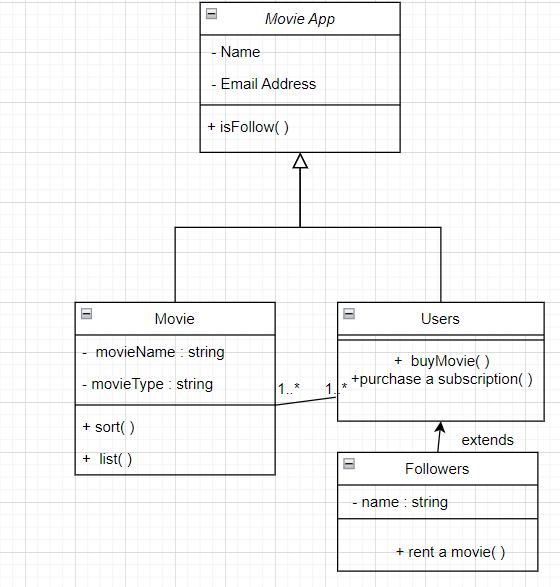 Movie App
- Name
- Email Address
+ isFollow( )
Movie
- movieName : string
- movieType : string
+ sort( )
+ list( )
1..*
1..*
Users
+ buyMovie( )
+purchase a subscription( )
extends
Followers
- name : string
+ rent a movie( )